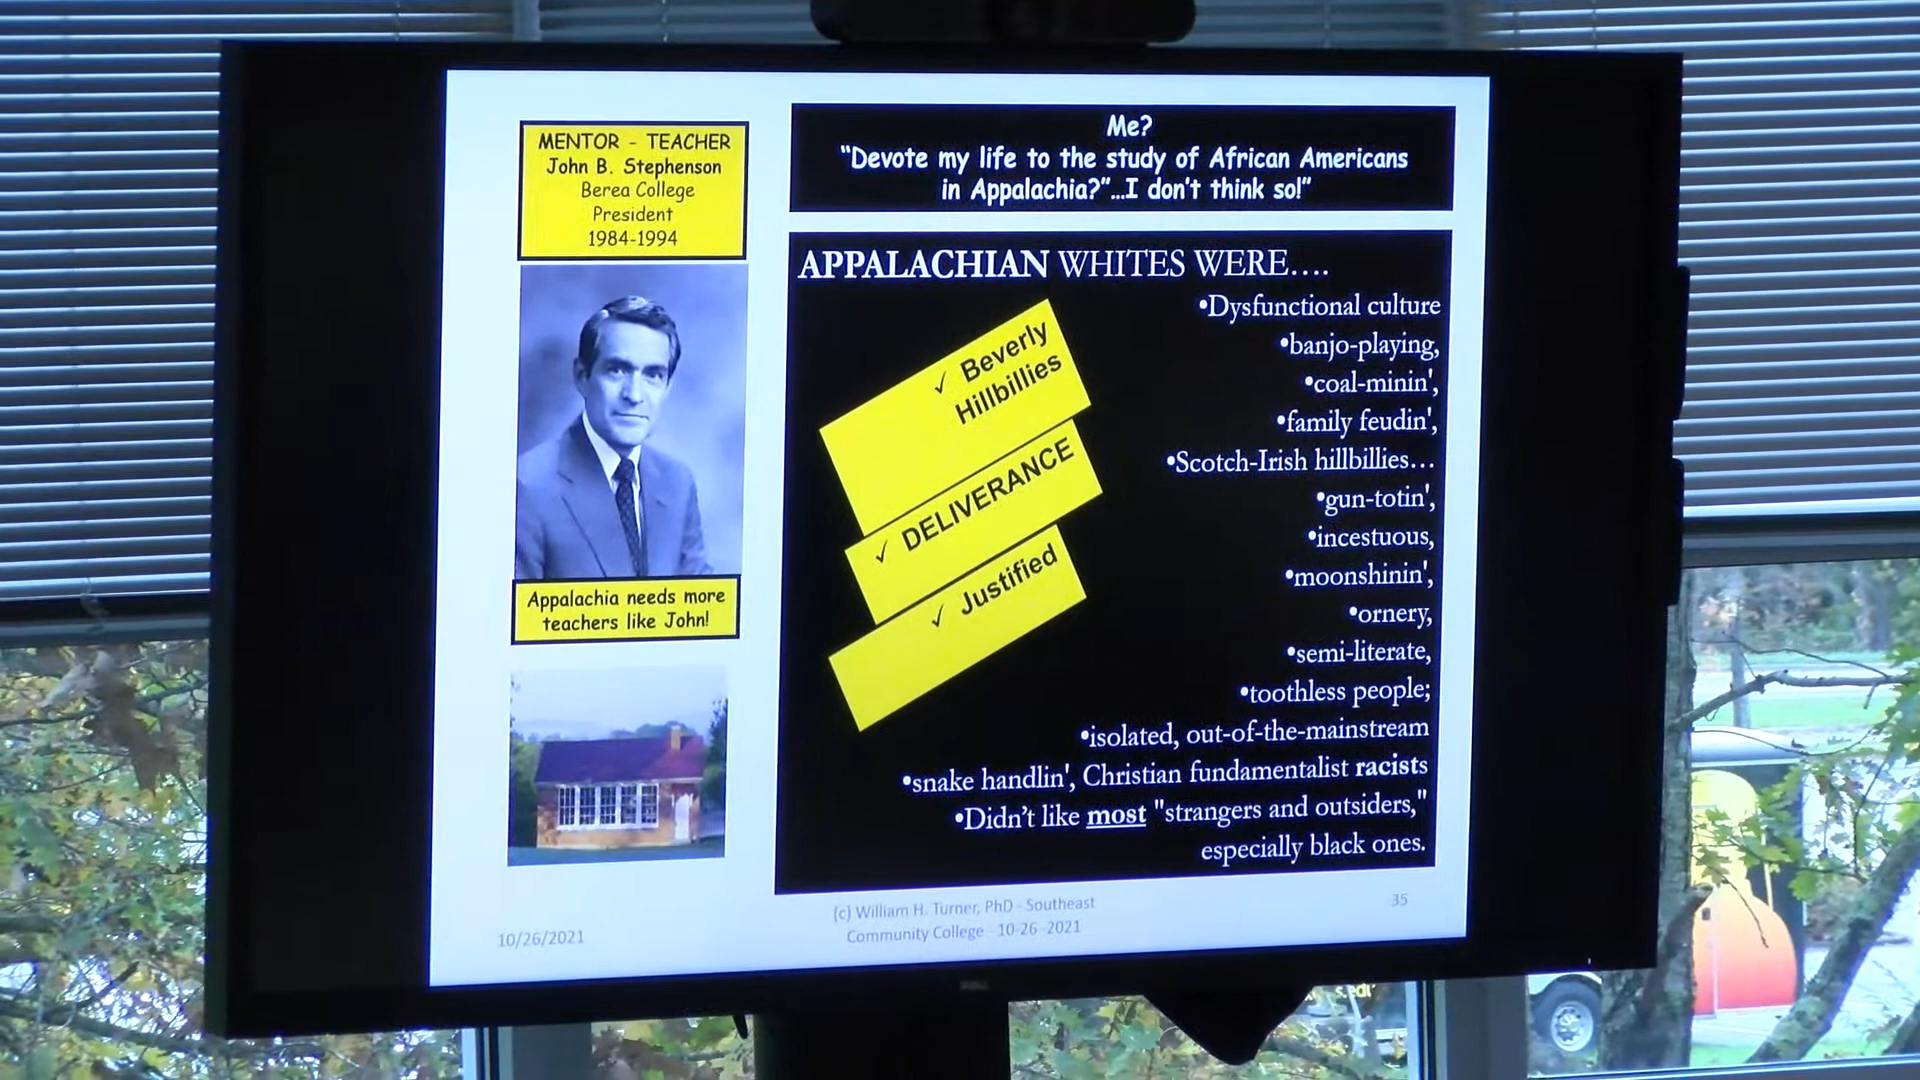 MENTOR - TEACHER
John B. Stephenson
Berea College
President
1984-1994
Appalachia needs more
teachers like John!
Me?
“Devote my life to the study of African Americans
in Appalachia?”...I don't think so!”
APPALACHIAN WHITES WERE....
✓ Beverly
Hillbillies
✓ DELIVERANCE
✓ Justified
•Dysfunctional culture
•banjo-playing,
•coal-minin',
•family feudin',
•Scotch-Irish hillbillies...
•gun-totin',
•incestuous,
•moonshinin',
•ornery,
•semi-literate,
•toothless people;
•isolated, out-of-the-mainstream
•snake handlin', Christian fundamentalist racists
•Didn't like most "strangers and outsiders,"
especially black ones.
10/26/2021
(c) William H. Turner, PhD - Southeast
Community College - 10-26 -2021
35
DELL